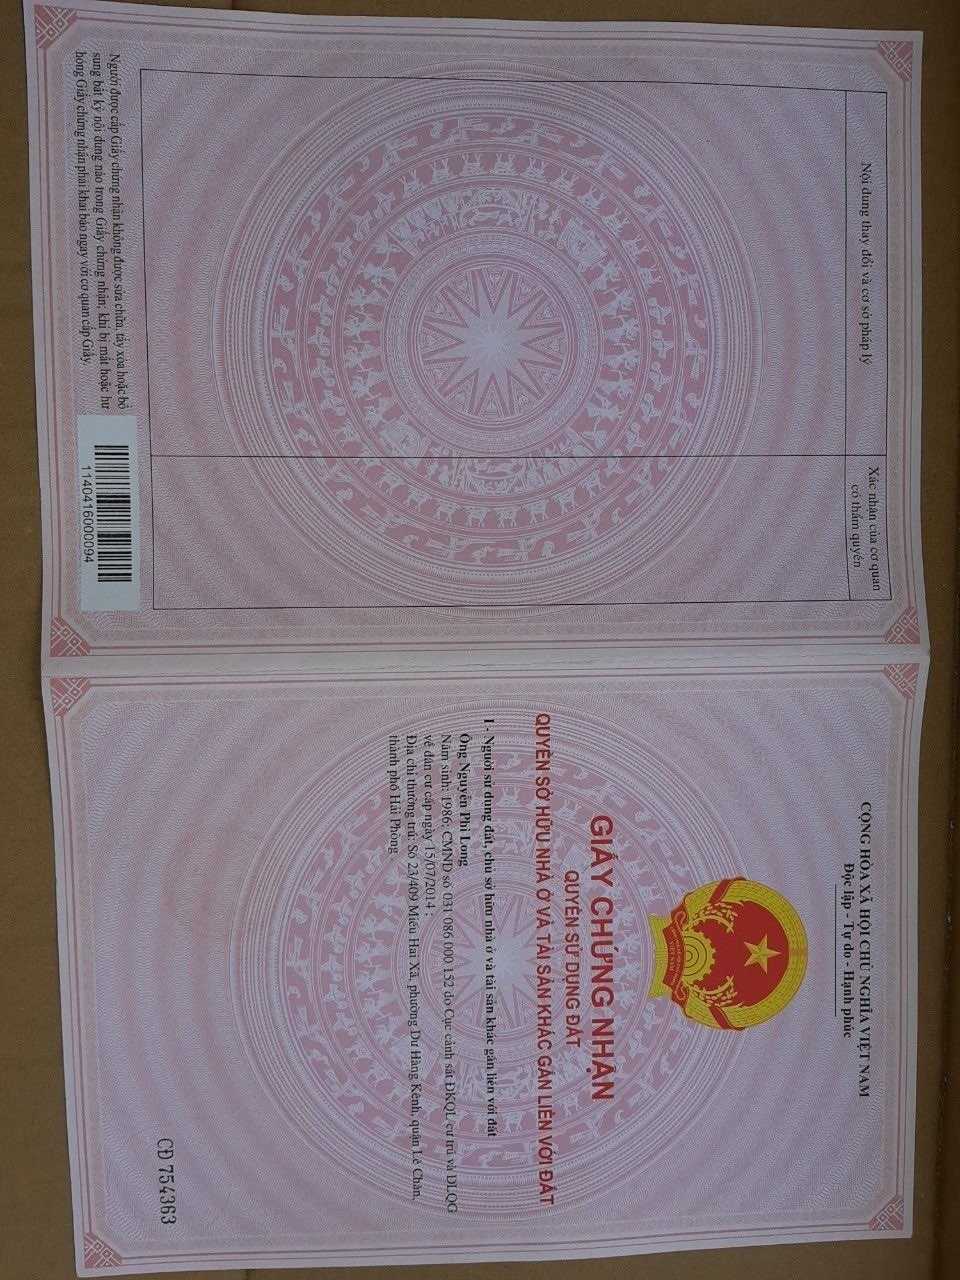 Nội dung thay đổi và cơ sở pháp lý
Xác nhận của cơ quan
có thẩm quyền
Người được cấp Giấy chứng nhận không được sửa chữa, tẩy xóa hoặc bổ
sung bất kỳ nội dung nào trong Giấy chứng nhận; khi bị mất hoặc hư
hỏng Giấy chứng nhận phải khai báo ngay với cơ quan cấp Giấy.
1140416000094
CỘNG HÒA XÃ HỘI CHỦ NGHĨA VIỆT NAM
Độc lập - Tự do - Hạnh phúc
VIỆT NAM
GIẤY CHỨNG NHẬN
QUYỀN SỬ DỤNG ĐẤT
QUYỀN SỞ HỮU NHÀ Ở VÀ TÀI SẢN KHÁC GẮN LIỀN VỚI ĐẤT
I - Người sử dụng đất, chủ sở hữu nhà ở và tài sản khác gắn liền với đất
Ông Nguyễn Phi Long
Năm sinh: 1986; CMND số 031 086 000 152 do Cục cảnh sát ĐKQL cư trú và DLQG
về dân cư cấp ngày 15/07/2014 ;
Địa chỉ thường trú: Số 23/409 Miếu Hai Xã, phường Dư Hàng Kênh, quận Lê Chân,
thành phố Hải Phòng
CĐ 754363